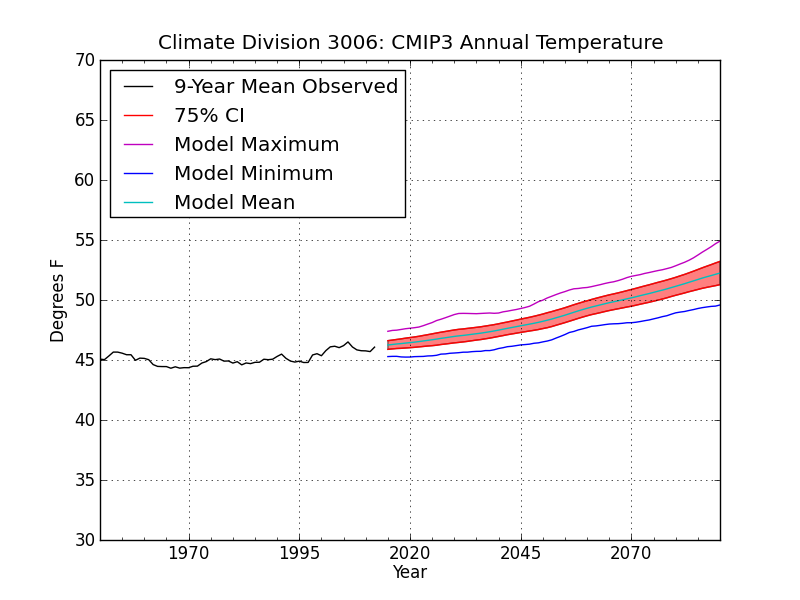 Climate Division 3006: CMIP3 Annual Temperature
70
65
60
55
50
45
40
35
30
Degrees F
9-Year Mean Observed
75% CI
Model Maximum
Model Minimum
Model Mean
1970 1995 2020 2045 2070
Year